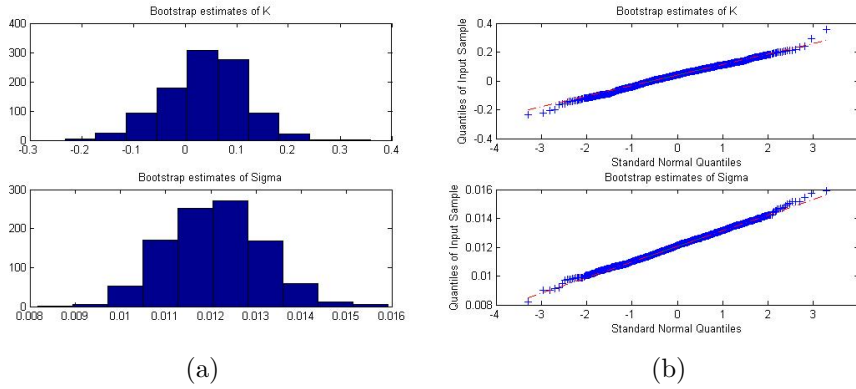 Bootstrap estimates of K
400
300
200
100
0
-0.3 -0.2 -0.1 0 0.1 0.2 0.3 0.4
Bootstrap estimates of Sigma
300
200
100
0
0.008 0.009 0.01 0.011 0.012 0.013 0.014 0.015 0.016
(a)
Bootstrap estimates of K
Quantiles of Input Sample
0.4
0.2
0
-0.2
-0.4
-4 -3 -2 -1 0 1 2 3 4
Standard Normal Quantiles
Bootstrap estimates of Sigma
Quantiles of Input Sample
0.016
0.014
0.012
0.01
0.008
-4 -3 -2 -1 0 1 2 3 4
Standard Normal Quantiles
(b)